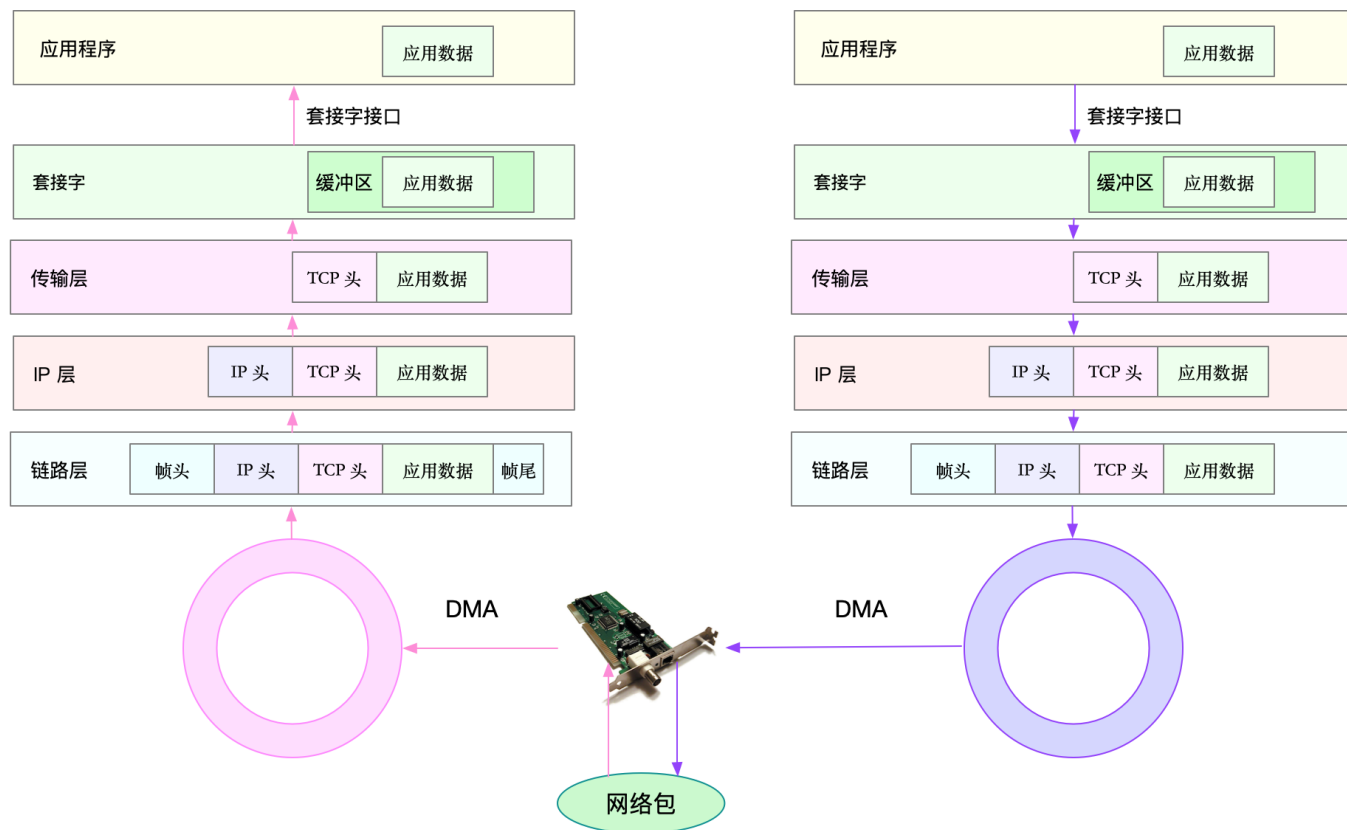 应用程序
应用数据
套接字接口
套接字
缓冲区
应用数据
传输层
TCP 头
应用数据
IP 层
IP 头
TCP 头
应用数据
链路层
帧头
IP 头
TCP 头
应用数据
帧尾
应用程序
应用数据
套接字接口
套接字
缓冲区
应用数据
传输层
TCP 头
应用数据
IP 层
IP 头
TCP 头
应用数据
链路层
帧头
IP 头
TCP 头
应用数据
DMA
DMA
网络包